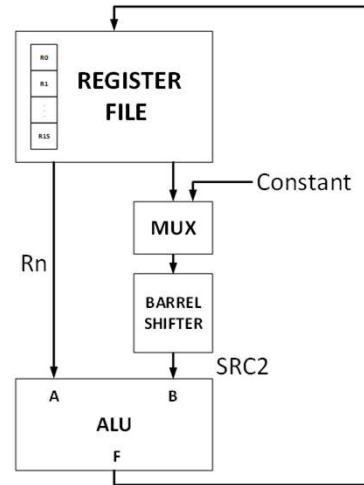 R0
R1
R15
REGISTER
FILE
Constant
MUX
Rn
BARREL
SHIFTER
SRC2
A
B
ALU
F